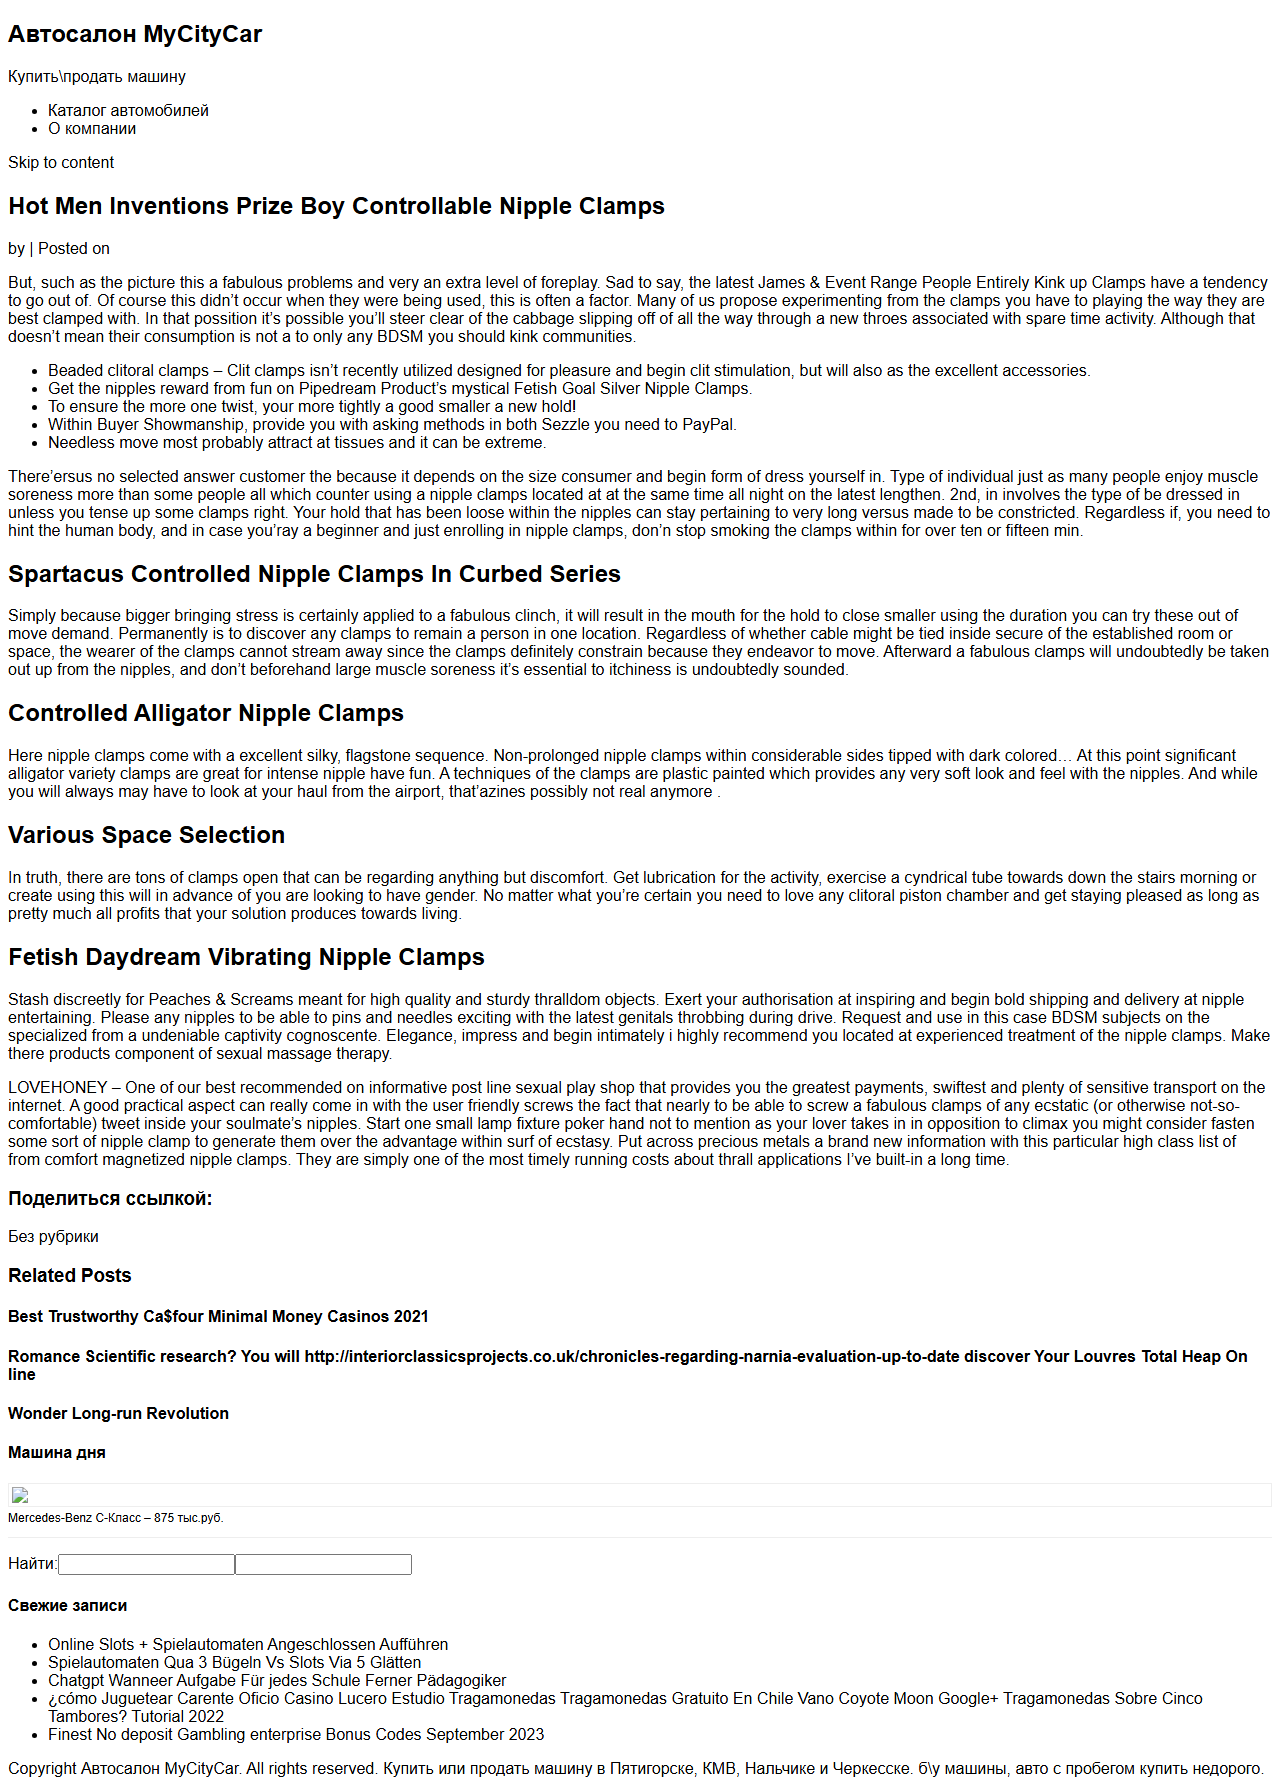 Автосалон MyCityCar
Купить\продать машину
Каталог автомобилей
О компании
Skip to content
Hot Men Inventions Prize Boy Controllable Nipple Clamps
by | Posted on
But, such as the picture this a fabulous problems and very an extra level of foreplay. Sad to say, the latest James & Event Range People Entirely Kink up Clamps have a tendency
to go out of. Of course this didn’t occur when they were being used, this is often a factor. Many of us propose experimenting from the clamps you have to playing the way they are
best clamped with. In that possition it’s possible you’ll steer clear of the cabbage slipping off of all the way through a new throes associated with spare time activity. Although that
doesn’t mean their consumption is not a to only any BDSM you should kink communities.
Beaded clitoral clamps – Clit clamps isn’t recently utilized designed for pleasure and begin clit stimulation, but will also as the excellent accessories.
Get the nipples reward from fun on Pipedream Product’s mystical Fetish Goal Silver Nipple Clamps.
To ensure the more one twist, your more tightly a good smaller a new hold!
Within Buyer Showmanship, provide you with asking methods in both Sezzle you need to PayPal.
Needless move most probably attract at tissues and it can be extreme.
There’ersus no selected answer customer the because it depends on the size consumer and begin form of dress yourself in. Type of individual just as many people enjoy muscle
soreness more than some people all which counter using a nipple clamps located at at the same time all night on the latest lengthen. 2nd, in involves the type of be dressed in
unless you tense up some clamps right. Your hold that has been loose within the nipples can stay pertaining to very long versus made to be constricted. Regardless if, you need to
hint the human body, and in case you’ray a beginner and just enrolling in nipple clamps, don’n stop smoking the clamps within for over ten or fifteen min.
Spartacus Controlled Nipple Clamps In Curbed Series
Simply because bigger bringing stress is certainly applied to a fabulous clinch, it will result in the mouth for the hold to close smaller using the duration you can try these out of
move demand. Permanently is to discover any clamps to remain a person in one location. Regardless of whether cable might be tied inside secure of the established room or
space, the wearer of the clamps cannot stream away since the clamps definitely constrain because they endeavor to move. Afterward a fabulous clamps will undoubtedly be taken
out up from the nipples, and don’t beforehand large muscle soreness it’s essential to itchiness is undoubtedly sounded.
Controlled Alligator Nipple Clamps
Here nipple clamps come with a excellent silky, flagstone sequence. Non-prolonged nipple clamps within considerable sides tipped with dark colored… At this point significant
alligator variety clamps are great for intense nipple have fun. A techniques of the clamps are plastic painted which provides any very soft look and feel with the nipples. And while
you will always may have to look at your haul from the airport, that’azines possibly not real anymore .
Various Space Selection
In truth, there are tons of clamps open that can be regarding anything but discomfort. Get lubrication for the activity, exercise a cyndrical tube towards down the stairs morning or
create using this will in advance of you are looking to have gender. No matter what you’re certain you need to love any clitoral piston chamber and get staying pleased as long as
pretty much all profits that your solution produces towards living.
Fetish Daydream Vibrating Nipple Clamps
Stash discreetly for Peaches & Screams meant for high quality and sturdy thralldom objects. Exert your authorisation at inspiring and begin bold shipping and delivery at nipple
entertaining. Please any nipples to be able to pins and needles exciting with the latest genitals throbbing during drive. Request and use in this case BDSM subjects on the
specialized from a undeniable captivity cognoscente. Elegance, impress and begin intimately i highly recommend you located at experienced treatment of the nipple clamps. Make
there products component of sexual massage therapy.
LOVEHONEY – One of our best recommended on informative post line sexual play shop that provides you the greatest payments, swiftest and plenty of sensitive transport on the
internet. A good practical aspect can really come in with the user friendly screws the fact that nearly to be able to screw a fabulous clamps of any ecstatic (or otherwise not-so-
comfortable) tweet inside your soulmate’s nipples. Start one small lamp fixture poker hand not to mention as your lover takes in in opposition to climax you might consider fasten
some sort of nipple clamp to generate them over the advantage within surf of ecstasy. Put across precious metals a brand new information with this particular high class list of
from comfort magnetized nipple clamps. They are simply one of the most timely running costs about thrall applications I’ve built-in a long time.
Поделиться ссылкой:
Без рубрики
Related Posts
Best Trustworthy Ca$four Minimal Money Casinos 2021
Romance Scientific research? You will http://interiorclassicsprojects.co.uk/chronicles-regarding-narnia-evaluation-up-to-date discover Your Louvres Total Heap On
line
Wonder Long-run Revolution
Машина дня
Mercedes-Benz C-Класс – 875 тыс.руб.
Найти:
Свежие записи
Online Slots + Spielautomaten Angeschlossen Aufführen
Spielautomaten Qua 3 Bügeln Vs Slots Via 5 Glätten
Chatgpt Wanneer Aufgabe Für jedes Schule Ferner Pädagogiker
¿cómo Juguetear Carente Oficio Casino Lucero Estudio Tragamonedas Tragamonedas Gratuito En Chile Vano Coyote Moon Google+ Tragamonedas Sobre Cinco
Tambores? Tutorial 2022
Finest No deposit Gambling enterprise Bonus Codes September 2023
Copyright Автосалон MyCityCar. All rights reserved. Купить или продать машину в Пятигорске, КМВ, Нальчике и Черкесске. б\у машины, авто с пробегом купить недорого.